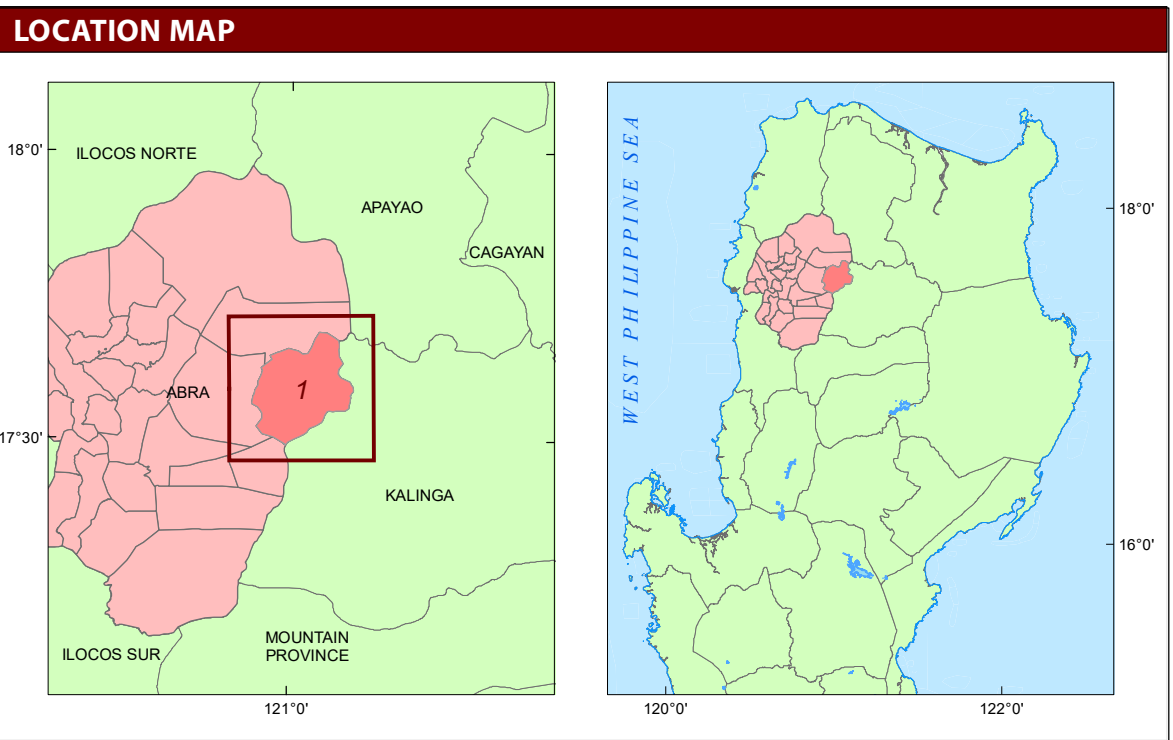 LOCATION MAP
18°0'
ILOCOS NORTE
APAYAO
CAGAYAN
ABRA
1
17°30'
KALINGA
MOUNTAIN
PROVINCE
ILOCOS SUR
121°0'
WEST PHILIPPINE SEA
18°0'
16°0'
120°0'
122°0'